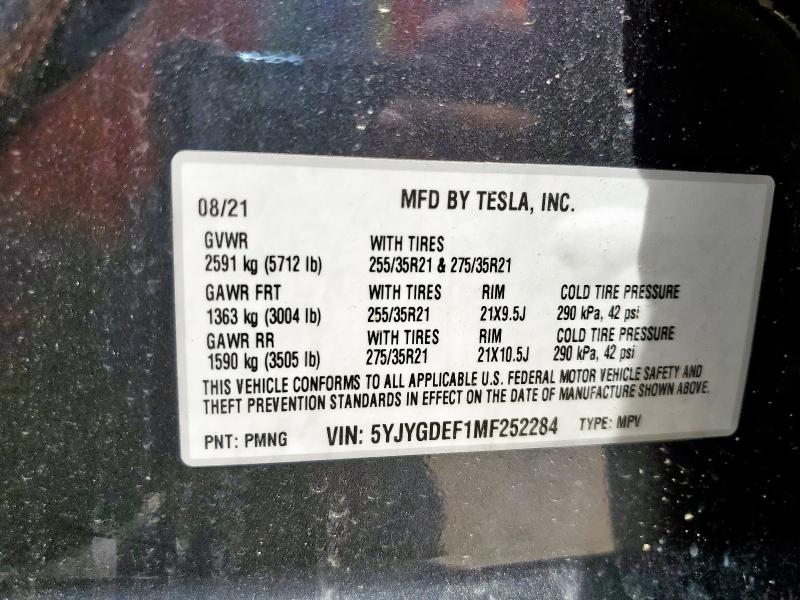 08/21 MFD BY TESLA, INC.
GVWR WITH TIRES
2591 kg (5712 lb) 255/35R21 & 275/35R21
GAWR FRT WITH TIRES RIM COLD TIRE PRESSURE
1363 kg (3004 lb) 255/35R21 21X9.5J 290 kPa, 42 psi
GAWR RR WITH TIRES RIM COLD TIRE PRESSURE
1590 kg (3505 lb) 275/35R21 21X10.5J 290 kPa, 42 psi
THIS VEHICLE CONFORMS TO ALL APPLICABLE U.S. FEDERAL MOTOR VEHICLE SAFETY AND
THEFT PREVENTION STANDARDS IN EFFECT ON THE DATE OF MANUFACTURE SHOWN ABOVE.
PNT: PMNG VIN: 5YJYGDEF1MF252284 TYPE: MPV